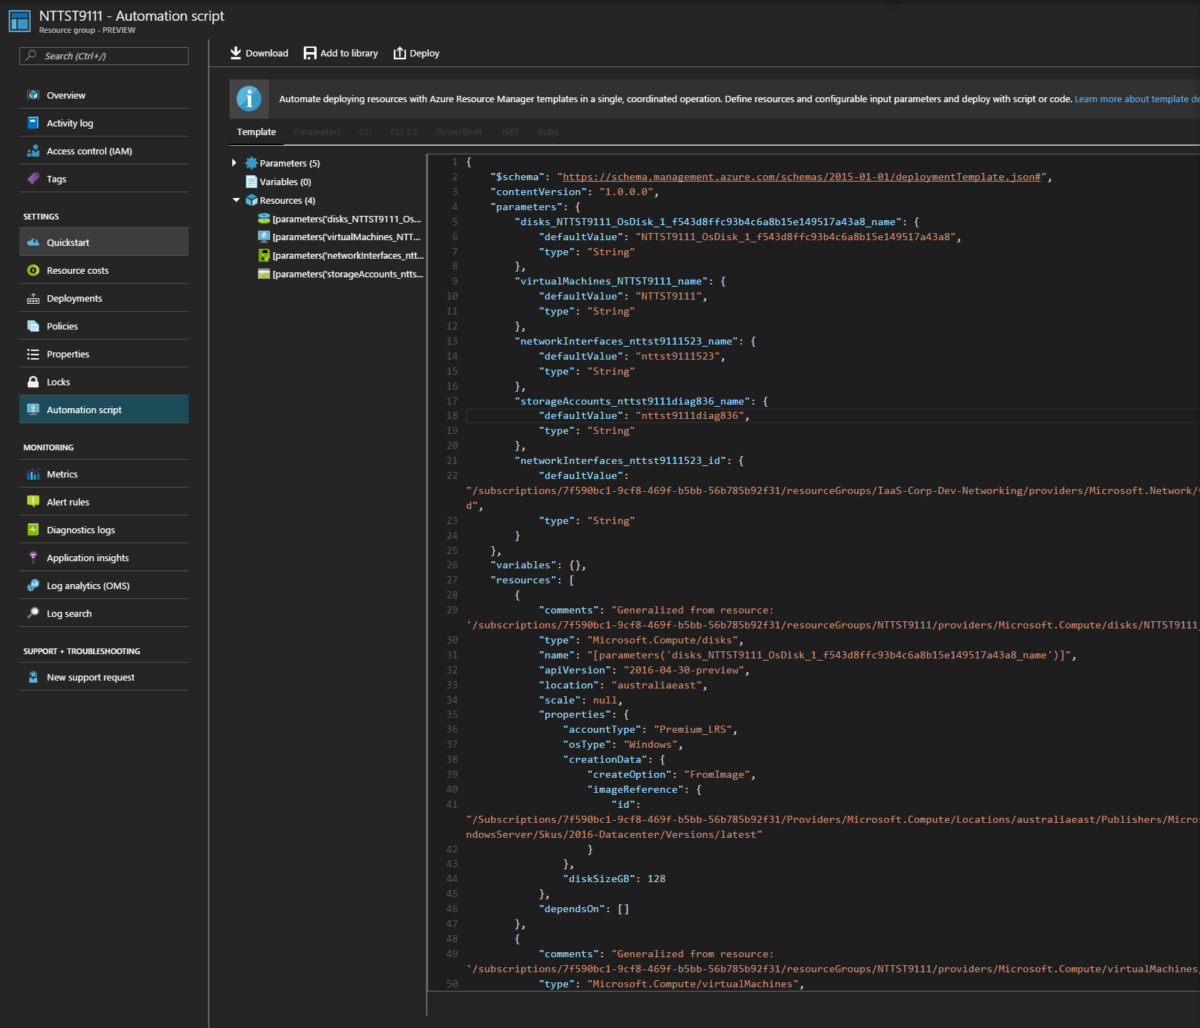 NTTST9111 - Automation script
Resource group - PREVIEW
Search (Ctrl+/)
Overview
Activity log
Access control (IAM)
Tags
SETTINGS
Quickstart
Resource costs
Deployments
Policies
Properties
Locks
Automation script
MONITORING
Metrics
Alert rules
Diagnostics logs
Application insights
Log analytics (OMS)
Log search
SUPPORT + TROUBLESHOOTING
New support request
Download Add to library Deploy
Automate deploying resources with Azure Resource Manager templates in a single, coordinated operation. Define resources and configurable input parameters and deploy with script or code. Learn more about template de
Template Parameters CLI CLI 2.0 PowerShell .NET Ruby
Parameters (5)
Variables (0)
Resources (4)
[parameters('disks_NTTST9111_Os...
[parameters('virtualMachines_NTT...
[parameters('networkInterfaces_ntt...
[parameters('storageAccounts_ntts...
1 {
2 "$schema": "https://schema.management.azure.com/schemas/2015-01-01/deploymentTemplate.json#",
3 "contentVersion": "1.0.0.0",
4 "parameters": {
5 "disks_NTTST9111_OsDisk_1_f543d8ffc93b4c6a8b15e149517a43a8_name": {
6 "defaultValue": "NTTST9111_OsDisk_1_f543d8ffc93b4c6a8b15e149517a43a8",
7 "type": "String"
8 },
9 "virtualMachines_NTTST9111_name": {
10 "defaultValue": "NTTST9111",
11 "type": "String"
12 },
13 "networkInterfaces_nttst9111523_name": {
14 "defaultValue": "nttst9111523",
15 "type": "String"
16 },
17 "storageAccounts_nttst9111diag836_name": {
18 "defaultValue": "nttst9111diag836",
19 "type": "String"
20 },
21 "networkInterfaces_nttst9111523_id": {
22 "defaultValue":
"/subscriptions/7f590bc1-9cf8-469f-b5bb-56b785b92f31/resourceGroups/IaaS-Corp-Dev-Networking/providers/Microsoft.Network/
d",
23 "type": "String"
24 }
25 },
26 "variables": {},
27 "resources": [
28 {
29 "comments": "Generalized from resource:
'/subscriptions/7f590bc1-9cf8-469f-b5bb-56b785b92f31/resourceGroups/NTTST9111/providers/Microsoft.Compute/disks/NTTST9111_
30 "type": "Microsoft.Compute/disks",
31 "name": "[parameters('disks_NTTST9111_OsDisk_1_f543d8ffc93b4c6a8b15e149517a43a8_name')]",
32 "apiVersion": "2016-04-30-preview",
33 "location": "australiaeast",
34 "scale": null,
35 "properties": {
36 "accountType": "Premium_LRS",
37 "osType": "Windows",
38 "creationData": {
39 "createOption": "FromImage",
40 "imageReference": {
41 "id":
"/Subscriptions/7f590bc1-9cf8-469f-b5bb-56b785b92f31/Providers/Microsoft.Compute/Locations/australiaeast/Publishers/Micros
ndowsServer/Skus/2016-Datacenter/Versions/latest"
42 }
43 },
44 "diskSizeGB": 128
45 },
46 "dependsOn": []
47 },
48 {
49 "comments": "Generalized from resource:
'/subscriptions/7f590bc1-9cf8-469f-b5bb-56b785b92f31/resourceGroups/NTTST9111/providers/Microsoft.Compute/virtualMachines/
50 "type": "Microsoft.Compute/virtualMachines",